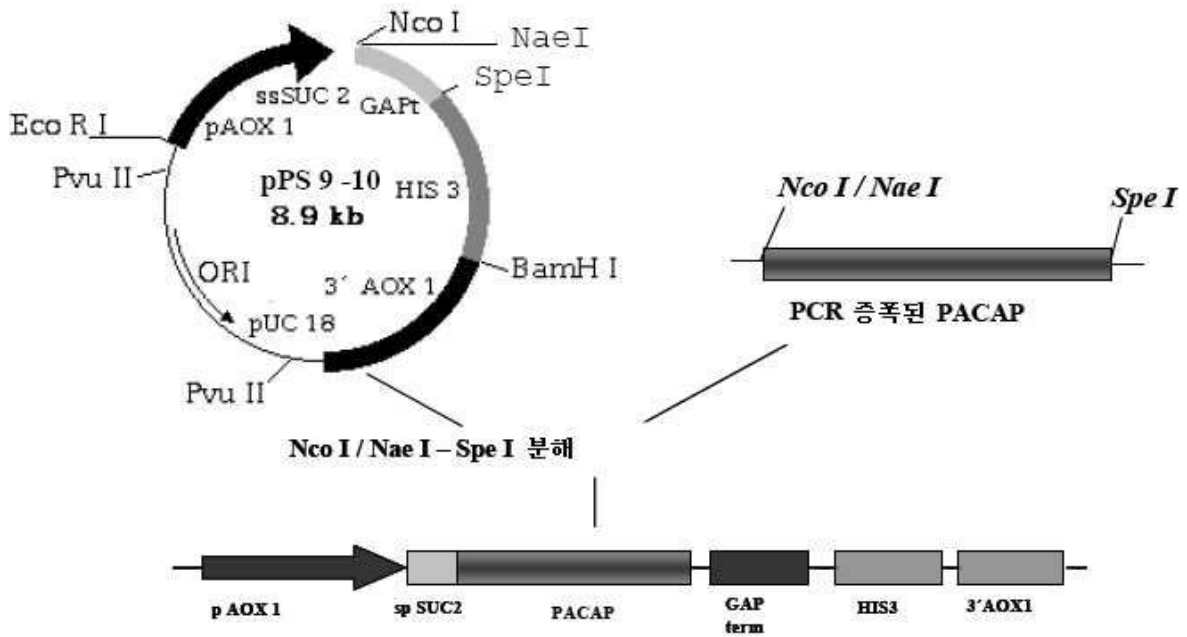 Nco I
NaeI
SpeI
ssSUC 2
GAPt
Eco R I
pAOX 1
Pvu II
pPS 9 -10
8.9 kb
HIS 3
Nco I / Nae I
Spe I
ORI
3´ AOX 1
BamH I
pUC 18
PCR 증폭된 PACAP
Pvu II
Nco I / Nae I – Spe I 분해
p AOX 1
sp SUC2
PACAP
GAP
term
HIS3
3´AOX1